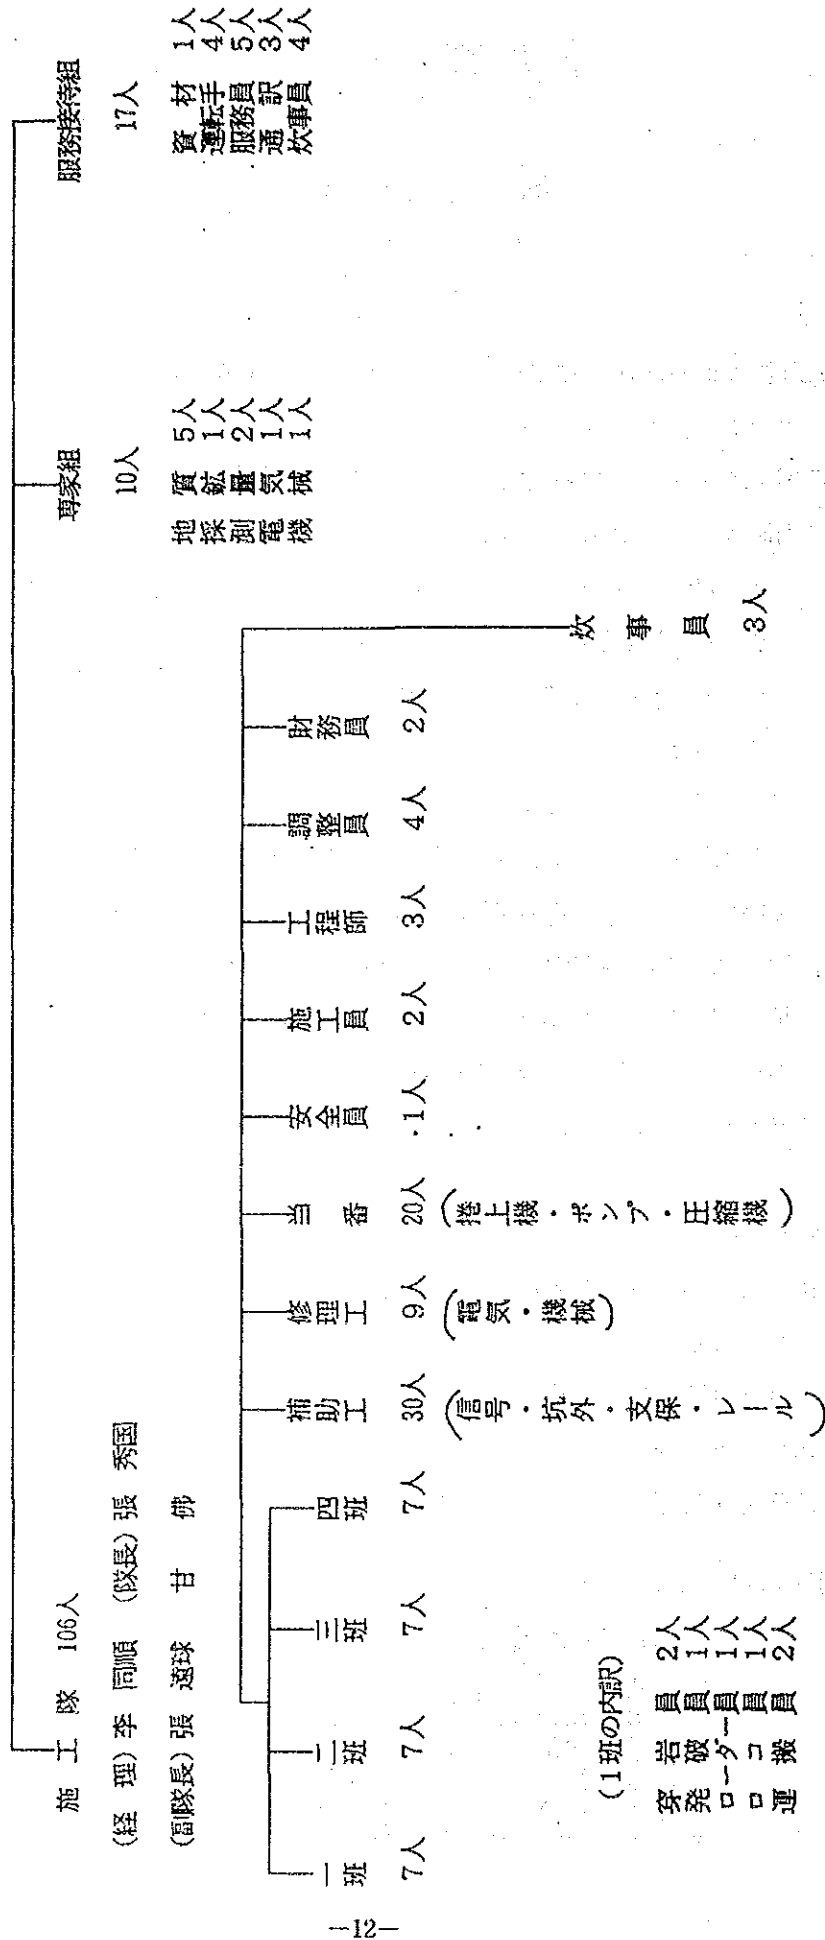 施工隊 106人
(経理) 李 同順 (隊長) 張 秀国
(副隊長) 張 遠球 甘 佛
一班
7人
二班
7人
三班
7人
四班
7人
(1班の内訳)
穿岩員 2人
発破員 1人
ローダー員 1人
ロコ員 1人
運搬員 2人
補助工
30人
(信号・坑外・支保・レール)
修理工
9人
(電気・機械)
当番
20人
(捲上機・ポンプ・圧縮機)
安全員
1人
施工員
2人
工程師
3人
調整員
4人
財務員
2人
炊事員
3人
専家組
10人
地質 5人
採鉱 1人
測量 2人
電気 1人
機械 1人
服務接待組
17人
資材 1人
運転手 4人
服務員 5人
通訳 3人
炊事員 4人
—12—